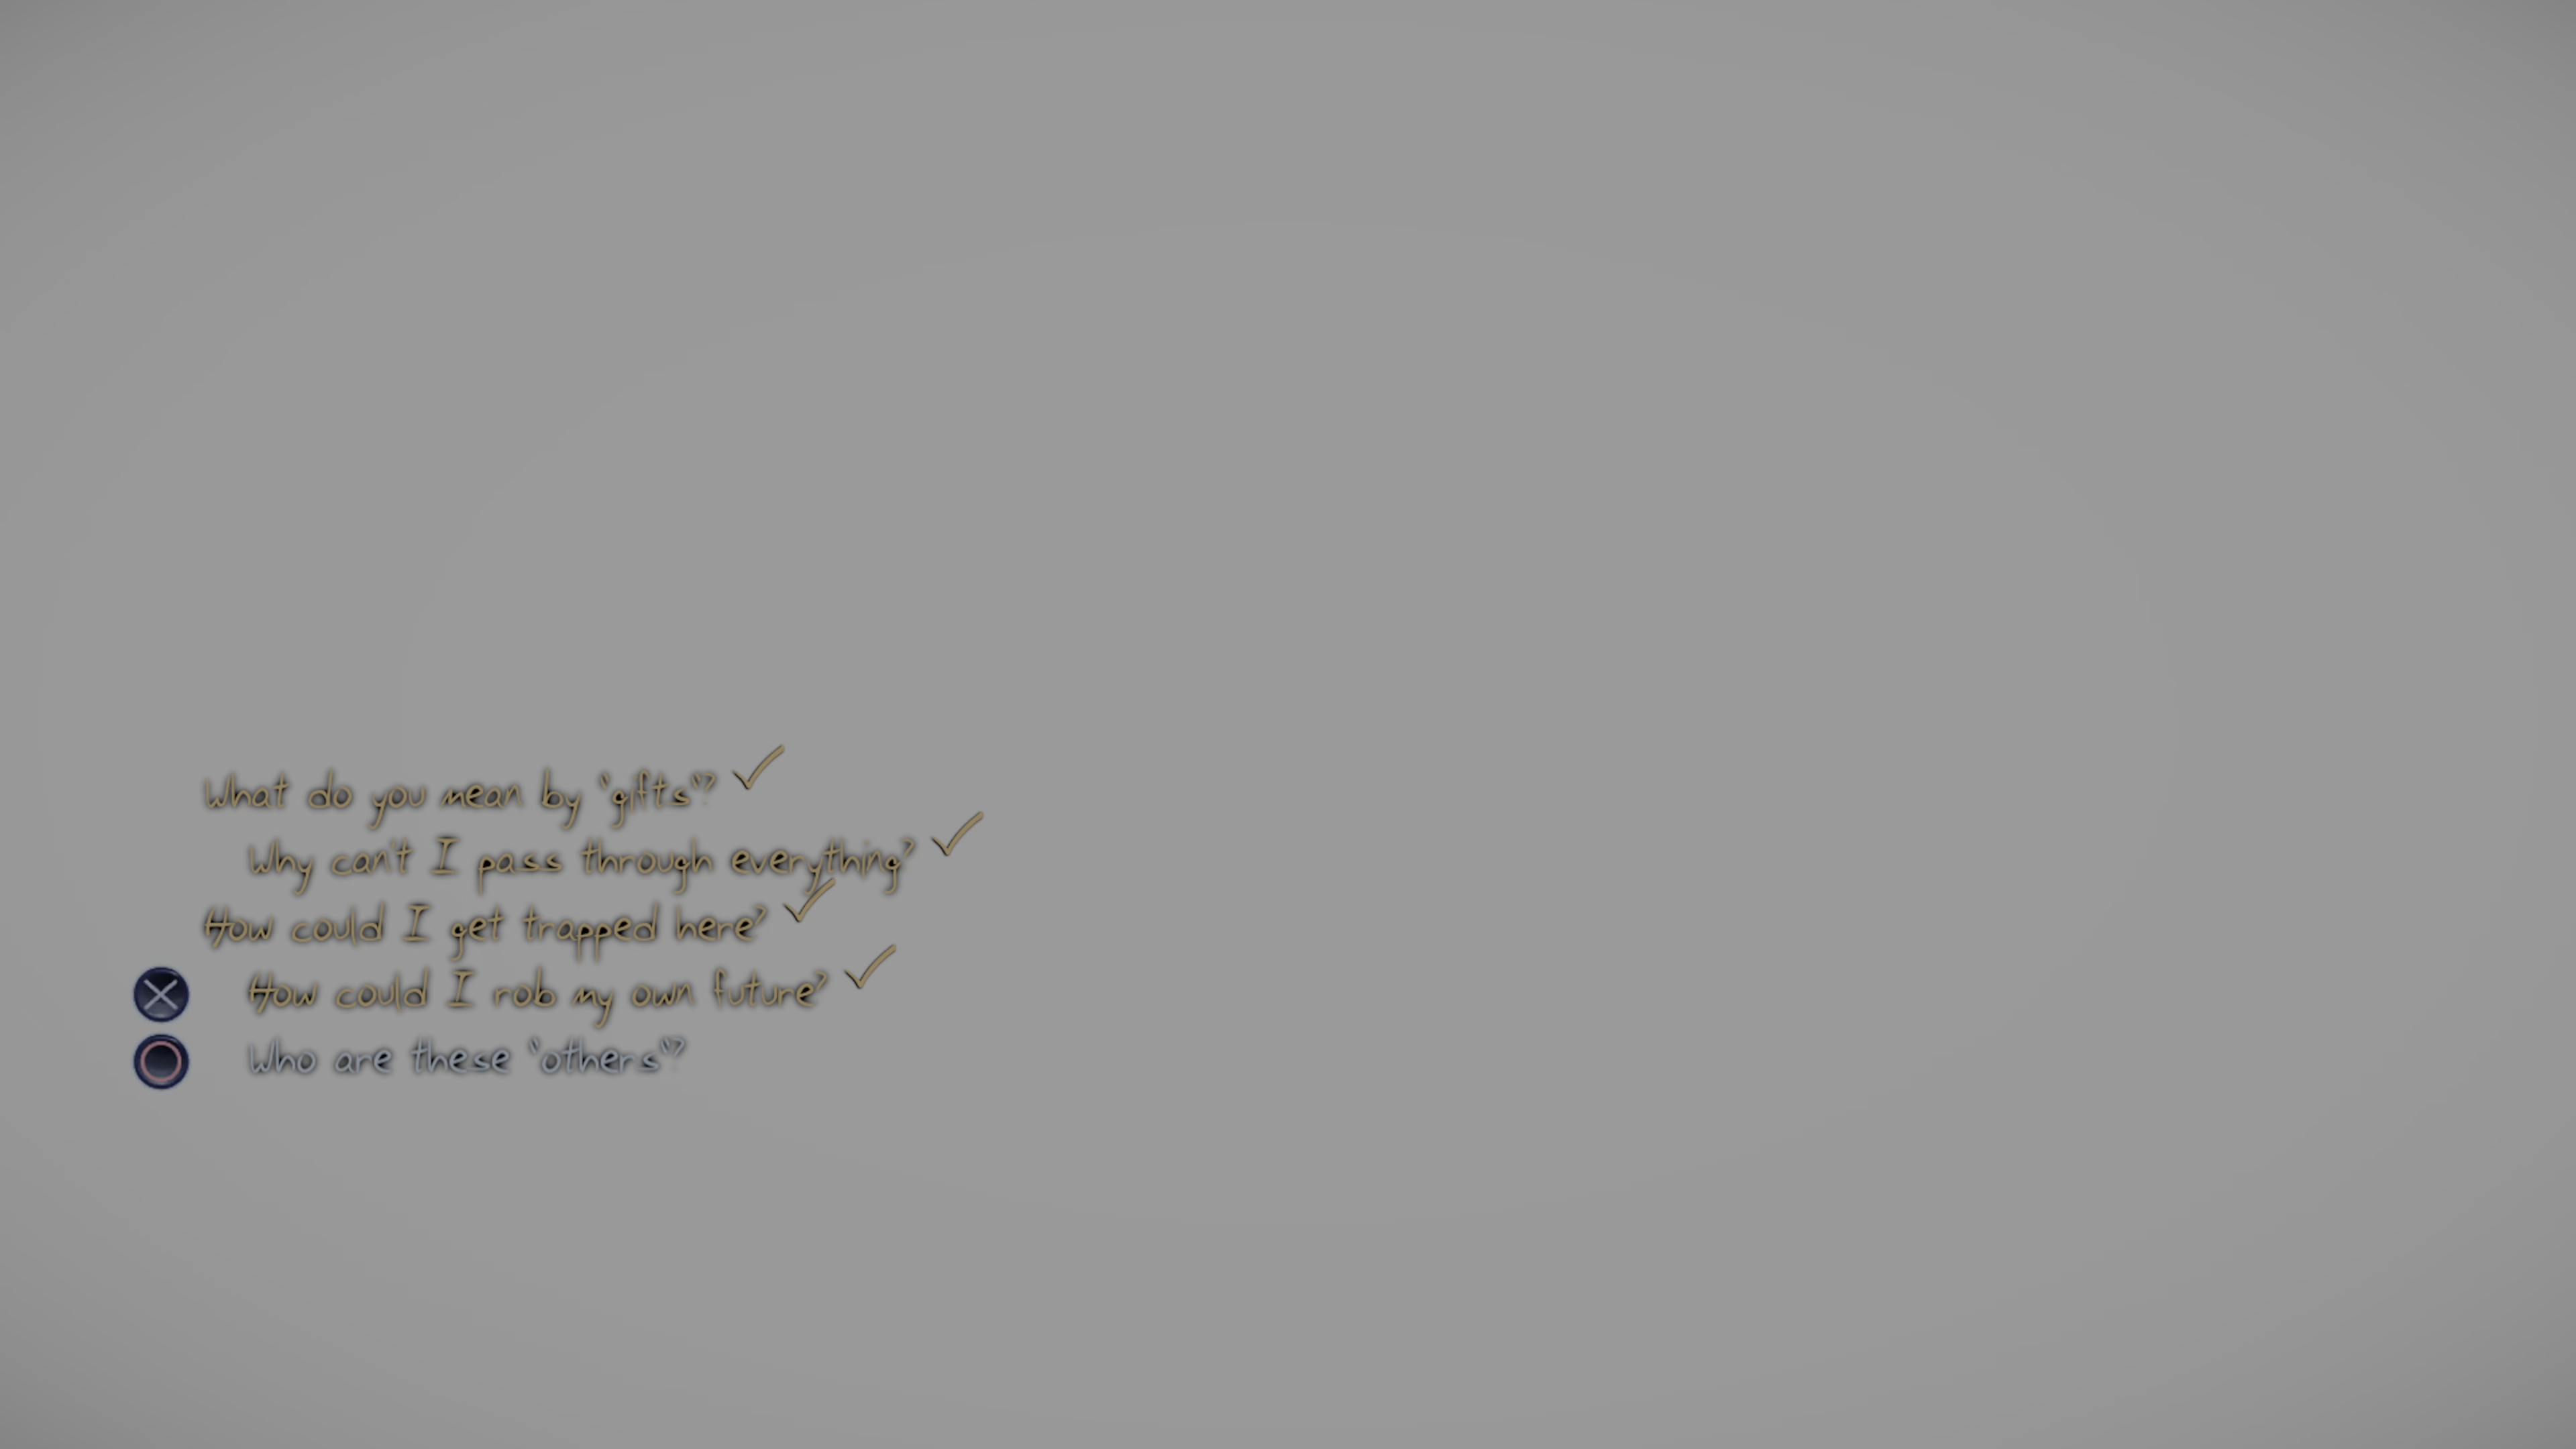 What do you mean by "gifts"?
Why can't I pass through everything?
How could I get trapped here?
How could I rob my own future?
Who are these "others"?